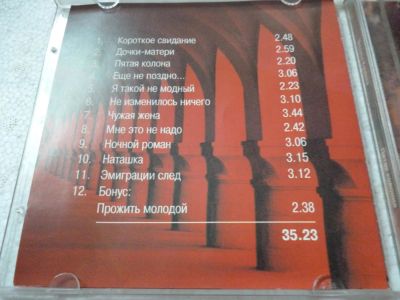 1. Короткое свидание 2.48
2. Дочки-матери 2.59
3. Пятая колона 2.20
4. Еще не поздно... 3.06
5. Я такой не модный 2.23
6. Не изменилось ничего 3.10
7. Чужая жена 3.44
8. Мне это не надо 2.42
9. Ночной роман 3.06
10. Наташка 3.15
11. Эмиграции след 3.12
12. Бонус:
Прожить молодой 2.38
35.23